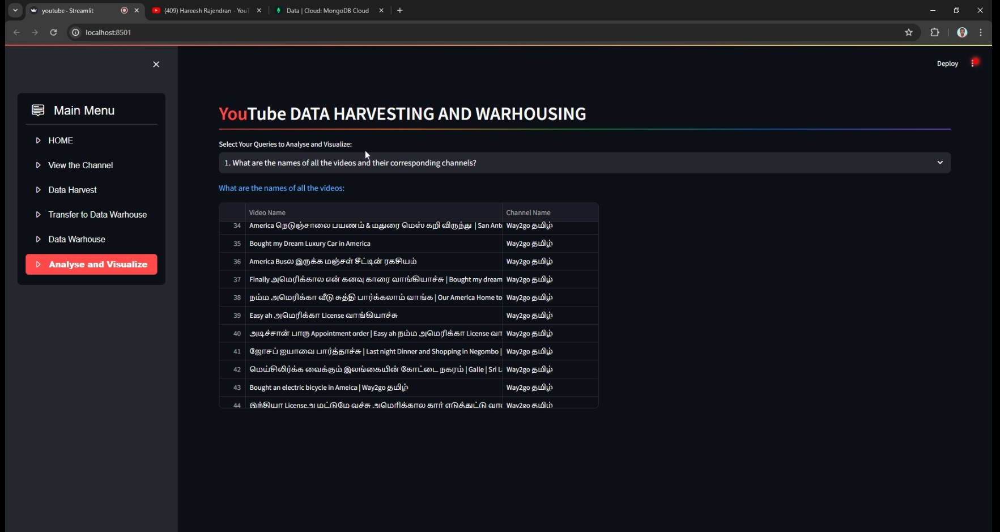 youtube · Streamlit
(409) Hareesh Rajendran - YouT
Data | Cloud: MongoDB Cloud
localhost:8501
Deploy
Main Menu
HOME
View the Channel
Data Harvest
Transfer to Data Warhouse
Data Warhouse
Analyse and Visualize
YouTube DATA HARVESTING AND WARHOUSING
Select Your Queries to Analyse and Visualize:
1. What are the names of all the videos and their corresponding channels?
What are the names of all the videos:
Video Name Channel Name
34 America நெடுஞ்சாலை பயணம் & மதுரை மெஸ் கறி விருந்து | San Anto Way2go தமிழ்
35 Bought my Dream Luxury Car in America Way2go தமிழ்
36 America Busல இருக்க மஞ்சள் சீட்டின் ரகசியம் Way2go தமிழ்
37 Finally அமெரிக்கால என் கனவு காரை வாங்கியாச்சு | Bought my dream Way2go தமிழ்
38 நம்ம அமெரிக்கா வீடு சுத்தி பார்க்கலாம் வாங்க | Our America Home to Way2go தமிழ்
39 Easy ah அமெரிக்கா License வாங்கியாச்சு Way2go தமிழ்
40 அடிச்சான் பாரு Appointment order | Easy ah நம்ம அமெரிக்கா License வா Way2go தமிழ்
41 ஜோசப் ஐயாவை பார்த்தாச்சு | Last night Dinner and Shopping in Negombo | Way2go தமிழ்
42 மெய்சிலிர்க்க வைக்கும் இலங்கையின் கோட்டை நகரம் | Galle | Sri L Way2go தமிழ்
43 Bought an electric bicycle in Ameica | Way2go தமிழ் Way2go தமிழ்
44 இந்தியா Licenseஅ மட்டுமே வச்சு அமெரிக்கால கார் எடுத்துட்டு வா Way2go தமிழ்